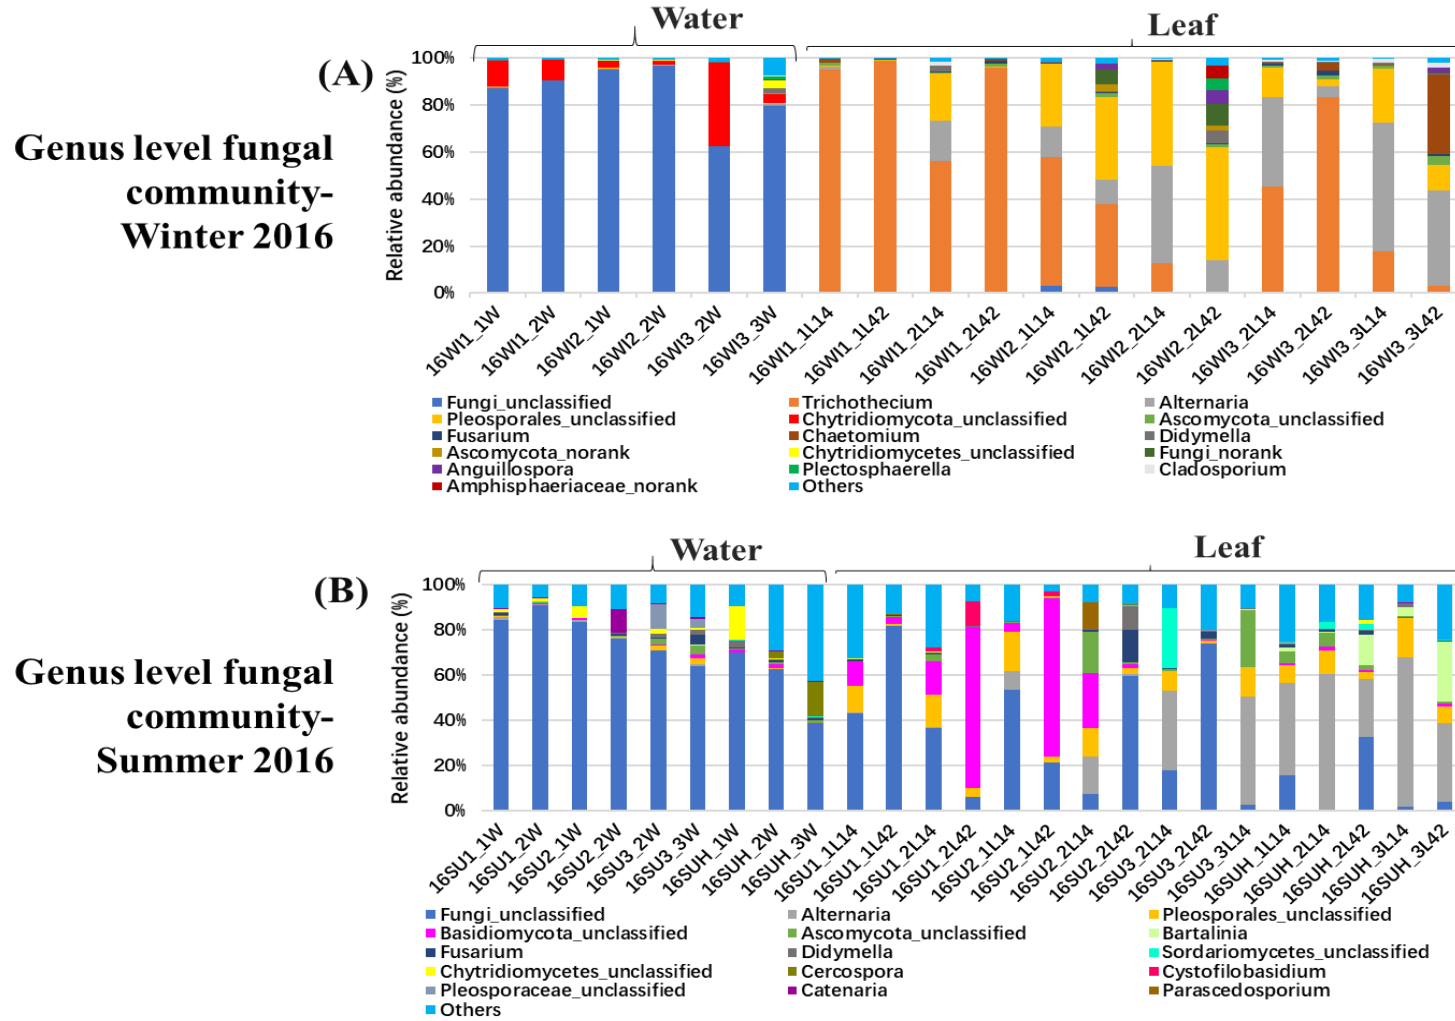 Water
Leaf
(A)
Genus level fungal
community-
Winter 2016
Relative abundance (%)
100%
80%
60%
40%
20%
0%
16WI1_1W
16WI1_2W
16WI2_1W
16WI2_2W
16WI3_2W
16WI3_3W
16WI1_1L14
16WI1_1L42
16WI1_2L14
16WI1_2L42
16WI2_1L14
16WI2_1L42
16WI2_2L14
16WI2_2L42
16WI3_2L14
16WI3_2L42
16WI3_3L14
16WI3_3L42
Fungi_unclassified Trichothecium Alternaria
Pleosporales_unclassified Chytridiomycota_unclassified Ascomycota_unclassified
Fusarium Chaetomium Didymella
Ascomycota_norank Chytridiomycetes_unclassified Fungi_norank
Anguillospora Plectosphaerella Cladosporium
Amphisphaeriaceae_norank Others
Water
Leaf
(B)
Genus level fungal
community-
Summer 2016
Relative abundance (%)
100%
80%
60%
40%
20%
0%
16SU1_1W
16SU1_2W
16SU2_1W
16SU2_2W
16SU3_2W
16SU3_3W
16SUH_1W
16SUH_2W
16SUH_3W
16SU1_1L14
16SU1_1L42
16SU1_2L14
16SU1_2L42
16SU2_1L14
16SU2_1L42
16SU2_2L14
16SU2_2L42
16SU3_2L14
16SU3_2L42
16SU3_3L14
16SUH_1L14
16SUH_2L14
16SUH_2L42
16SUH_3L14
16SUH_3L42
Fungi_unclassified Alternaria Pleosporales_unclassified
Basidiomycota_unclassified Ascomycota_unclassified Bartalinia
Fusarium Didymella Sordariomycetes_unclassified
Chytridiomycetes_unclassified Cercospora Cystofilobasidium
Pleosporaceae_unclassified Catenaria Parascedosporium
Others